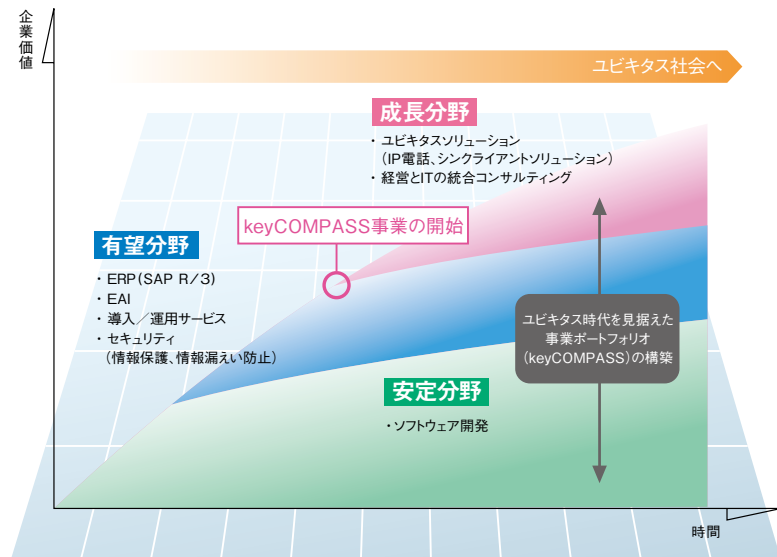 企業価値
ユビキタス社会へ
成長分野
・ ユビキタスソリューション
（IP電話、シンクライアントソリューション）
・ 経営とITの統合コンサルティング
keyCOMPASS事業の開始
有望分野
・ ERP（SAP R／3）
・ EAI
・ 導入／運用サービス
・ セキュリティ
（情報保護、情報漏えい防止）
ユビキタス時代を見据えた
事業ポートフォリオ
（keyCOMPASS）の構築
安定分野
・ソフトウェア開発
時間